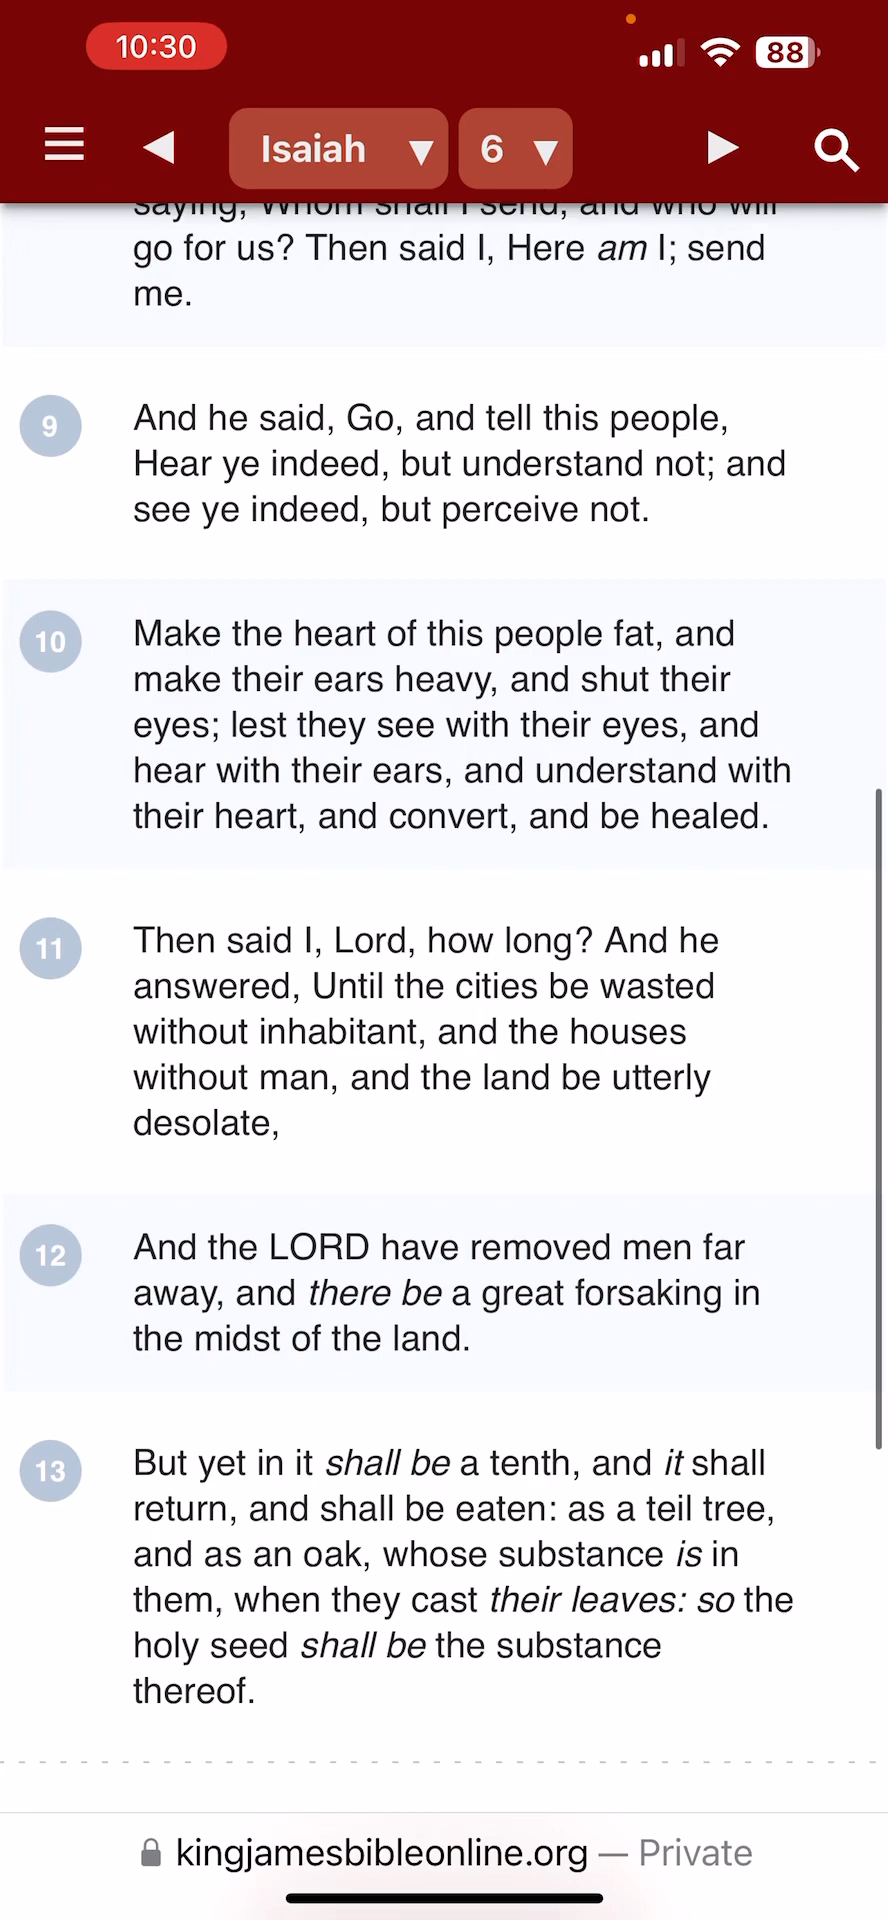 10:30
88
Isaiah ▼ 6 ▼
saying, Whom shall I send, and who will
go for us? Then said I, Here am I; send
me.
9
And he said, Go, and tell this people,
Hear ye indeed, but understand not; and
see ye indeed, but perceive not.
10
Make the heart of this people fat, and
make their ears heavy, and shut their
eyes; lest they see with their eyes, and
hear with their ears, and understand with
their heart, and convert, and be healed.
11
Then said I, Lord, how long? And he
answered, Until the cities be wasted
without inhabitant, and the houses
without man, and the land be utterly
desolate,
12
And the LORD have removed men far
away, and there be a great forsaking in
the midst of the land.
13
But yet in it shall be a tenth, and it shall
return, and shall be eaten: as a teil tree,
and as an oak, whose substance is in
them, when they cast their leaves: so the
holy seed shall be the substance
thereof.
kingjamesbibleonline.org — Private